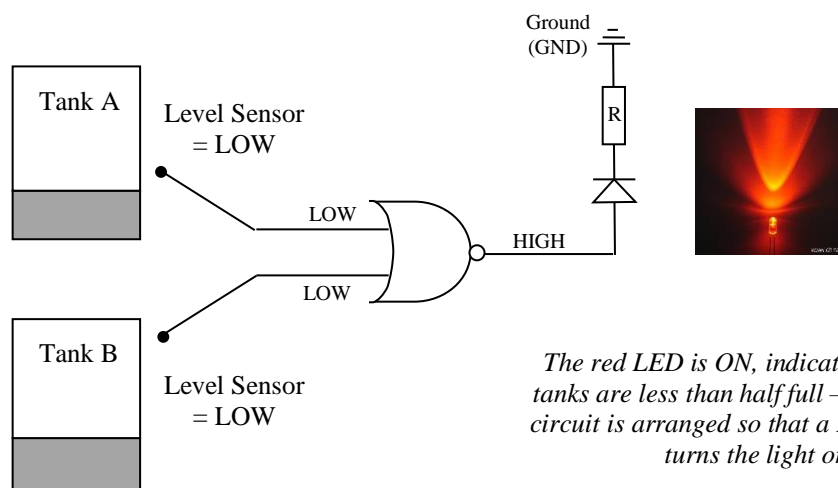 Ground
(GND)
Tank A
Level Sensor
= LOW
R
LOW
HIGH
LOW
Tank B
Level Sensor
= LOW
The red LED is ON, indicat
tanks are less than half full –
circuit is arranged so that a
turns the light o